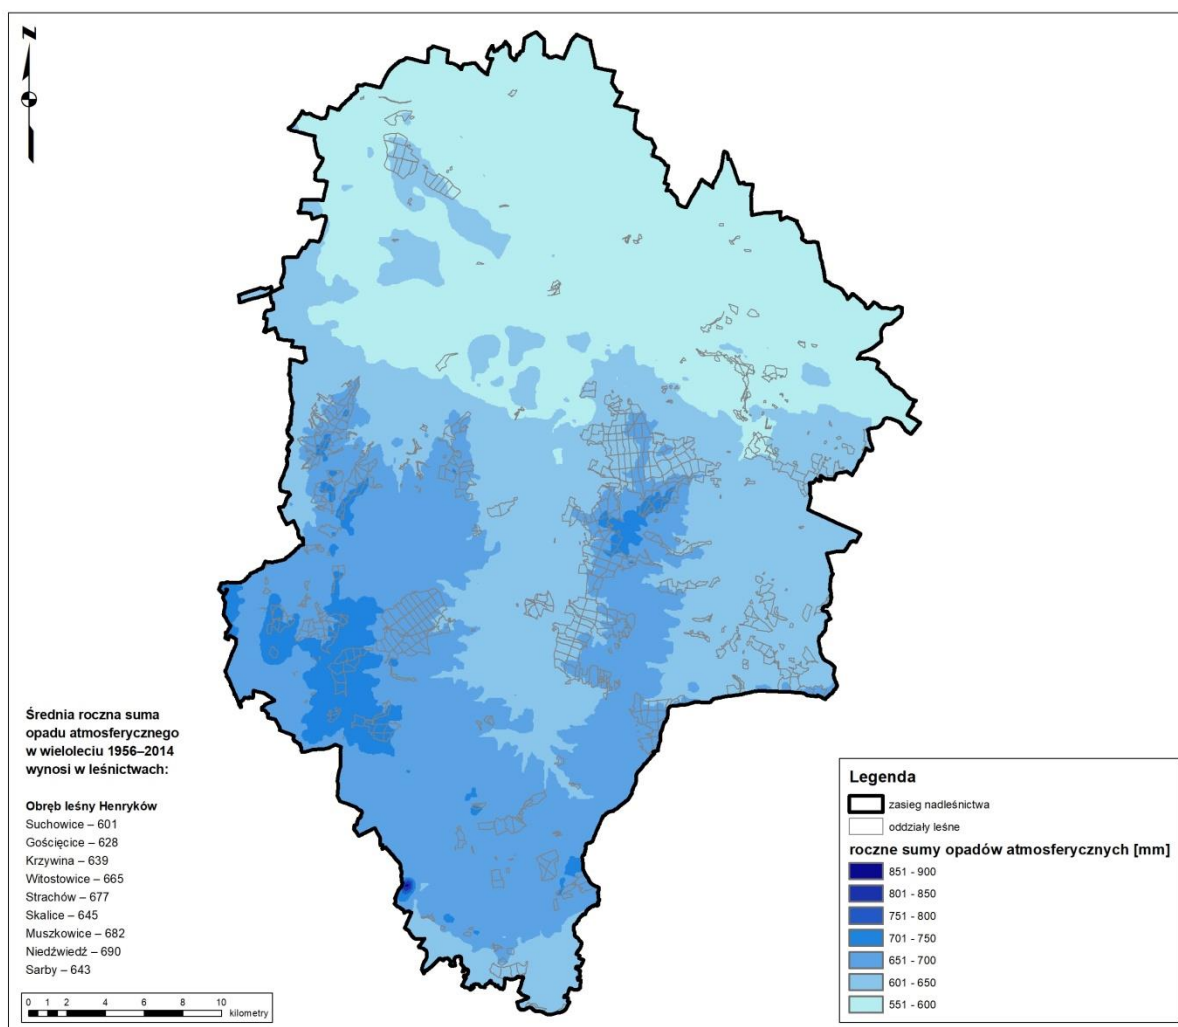 N
Średnia roczna suma
opadu atmosferycznego
w wieloleciu 1956–2014
wynosi w leśnictwach:
Obręb leśny Henryków
Suchowice – 601
Gościęcice – 628
Krzywina – 639
Witostowice – 665
Strachów – 677
Skalice – 645
Muszkowice – 682
Niedźwiedź – 690
Sarby – 643
0 1 2 4 6 8 10
kilometry
Legenda
zasieg nadleśnictwa
oddziały leśne
roczne sumy opadów atmosferycznych [mm]
851 - 900
801 - 850
751 - 800
701 - 750
651 - 700
601 - 650
551 - 600